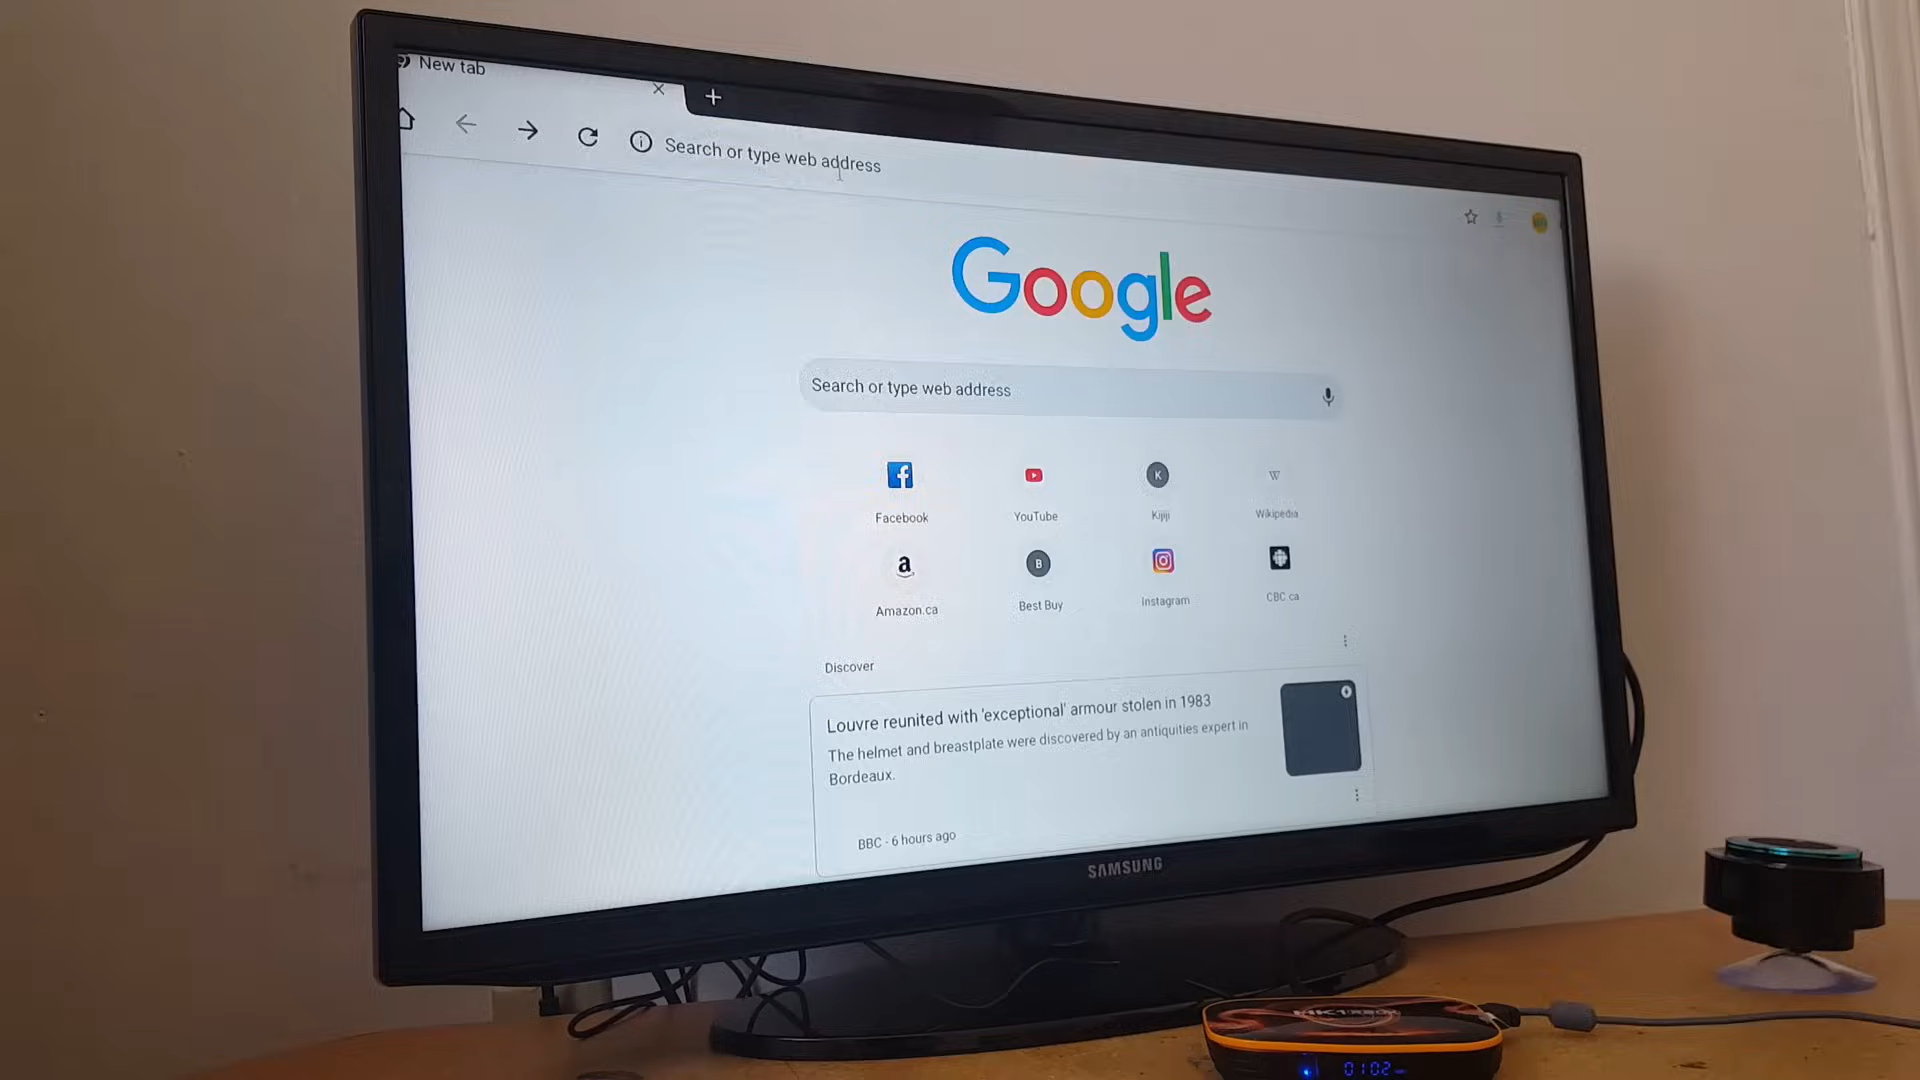 New tab
Search or type web address
Google
Search or type web address
Facebook
YouTube
K
Kijiji
W
Wikipedia
a
Amazon.ca
B
Best Buy
Instagram
CBC.ca
Discover
Louvre reunited with 'exceptional' armour stolen in 1983
The helmet and breastplate were discovered by an antiquities expert in
Bordeaux.
BBC - 6 hours ago
SAMSUNG
0102